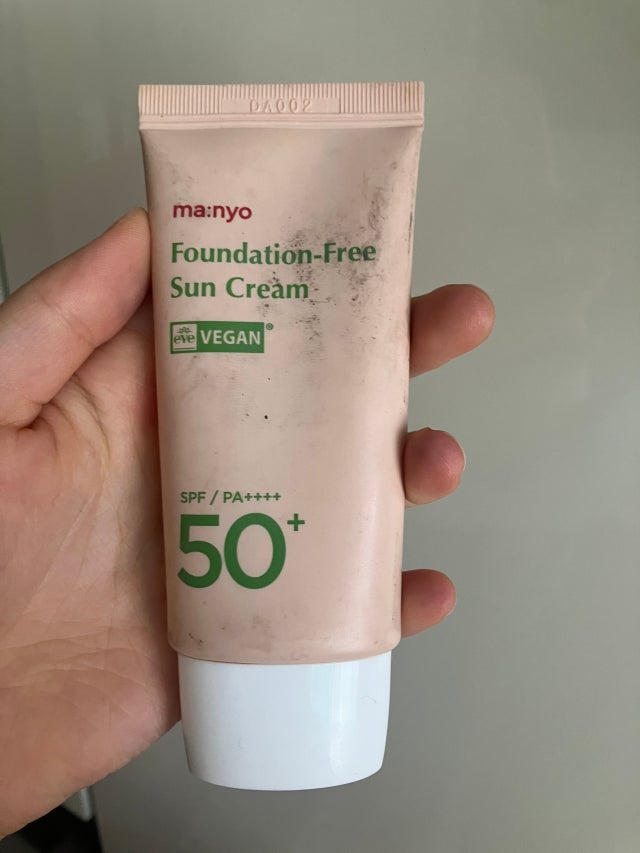 DA002
ma:nyo
Foundation-Free
Sun Cream
eve VEGAN®
SPF / PA++++
50+